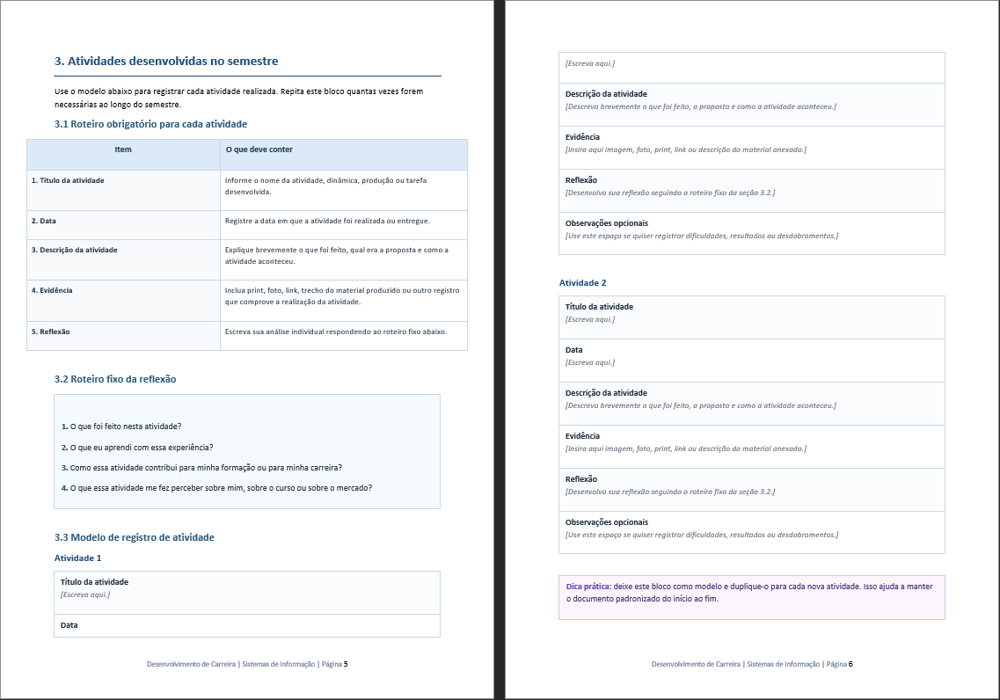 3. Atividades desenvolvidas no semestre
Use o modelo abaixo para registrar cada atividade realizada. Repita este bloco quantas vezes forem
necessárias ao longo do semestre.
3.1 Roteiro obrigatório para cada atividade
Item
O que deve conter
1. Título da atividade
Informe o nome da atividade, dinâmica, produção ou tarefa
desenvolvida.
2. Data
Registre a data em que a atividade foi realizada ou entregue.
3. Descrição da atividade
Explique brevemente o que foi feito, qual era a proposta e como a
atividade aconteceu.
4. Evidência
Inclua print, foto, link, trecho do material produzido ou outro registro
que comprove a realização da atividade.
5. Reflexão
Escreva sua análise individual respondendo ao roteiro fixo abaixo.
3.2 Roteiro fixo da reflexão
1. O que foi feito nesta atividade?
2. O que eu aprendi com essa experiência?
3. Como essa atividade contribui para minha formação ou para minha carreira?
4. O que essa atividade me fez perceber sobre mim, sobre o curso ou sobre o mercado?
3.3 Modelo de registro de atividade
Atividade 1
Título da atividade
[Escreva aqui.]
Data
Desenvolvimento de Carreira | Sistemas de Informação | Página 5
[Escreva aqui.]
Descrição da atividade
[Descreva brevemente o que foi feito, a proposta e como a atividade aconteceu.]
Evidência
[Insira aqui imagem, foto, print, link ou descrição do material anexado.]
Reflexão
[Desenvolva sua reflexão seguindo o roteiro fixo da seção 3.2.]
Observações opcionais
[Use este espaço se quiser registrar dificuldades, resultados ou desdobramentos.]
Atividade 2
Título da atividade
[Escreva aqui.]
Data
[Escreva aqui.]
Descrição da atividade
[Descreva brevemente o que foi feito, a proposta e como a atividade aconteceu.]
Evidência
[Insira aqui imagem, foto, print, link ou descrição do material anexado.]
Reflexão
[Desenvolva sua reflexão seguindo o roteiro fixo da seção 3.2.]
Observações opcionais
[Use este espaço se quiser registrar dificuldades, resultados ou desdobramentos.]
Dica prática: deixe este bloco como modelo e duplique-o para cada nova atividade. Isso ajuda a manter
o documento padronizado do início ao fim.
Desenvolvimento de Carreira | Sistemas de Informação | Página 6